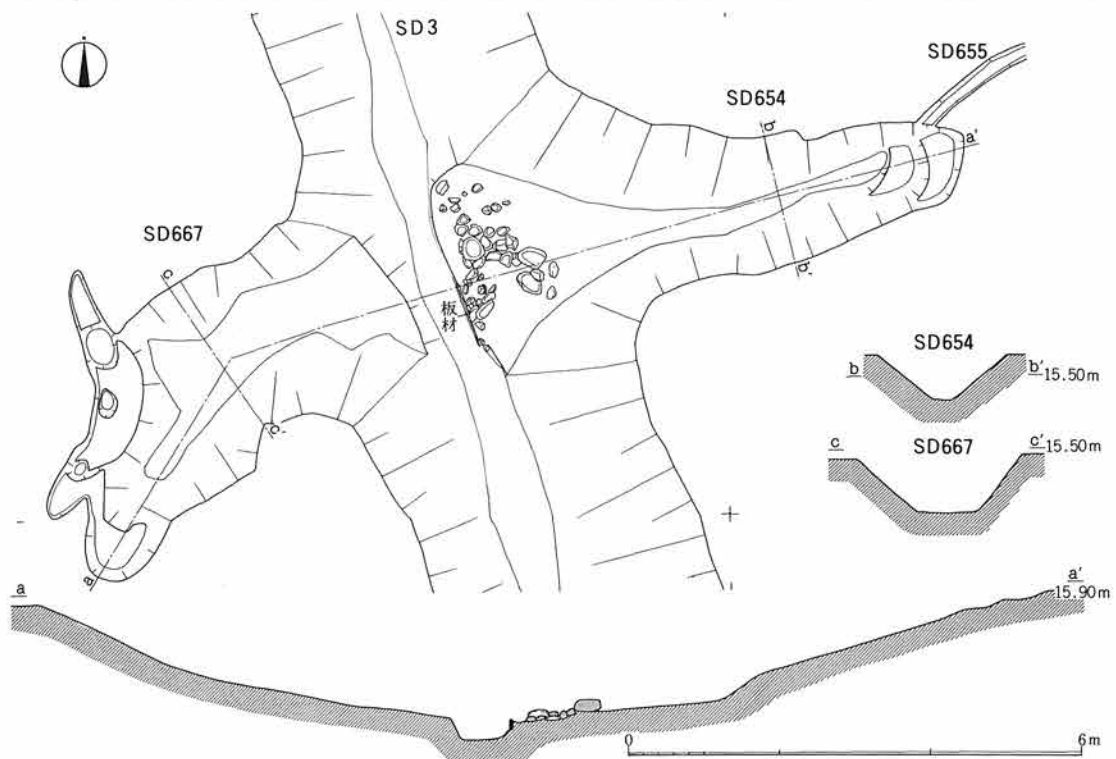 SD3
SD655
SD654
b
a'
SD667
c
b'
板材
SD654
b b' 15.50m
c'
SD667
c c' 15.50m
a
a a' 15.90m
0 6m